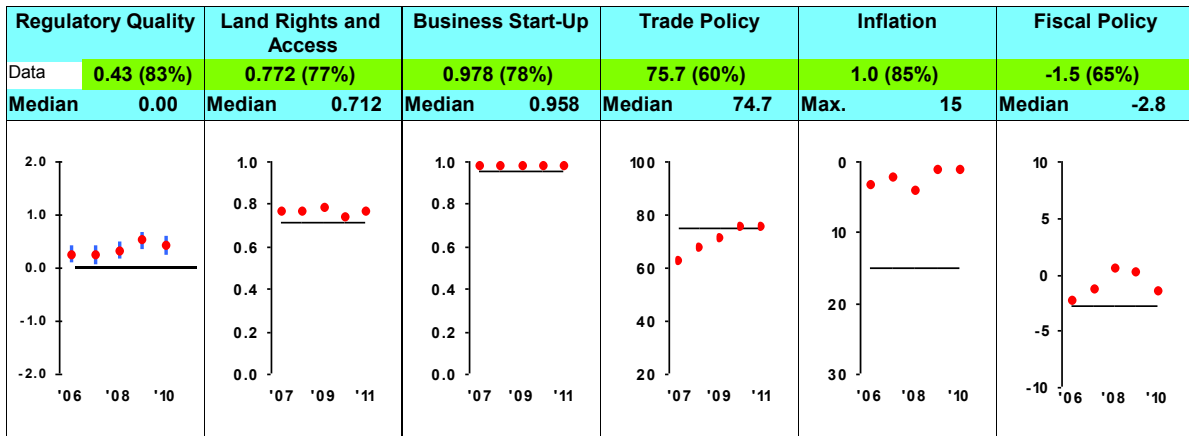 Regulatory Quality
Land Rights and
Access
Business Start-Up
Trade Policy
Inflation
Fiscal Policy
Data 0.43 (83%)
0.772 (77%)
0.978 (78%)
75.7 (60%)
1.0 (85%)
-1.5 (65%)
Median 0.00
Median 0.712
Median 0.958
Median 74.7
Max. 15
Median -2.8
2.0
1.0
0.0
-1.0
-2.0
'06 '08 '10
1.0
0.8
0.6
0.4
0.2
0.0
'07 '09 '11
1.0
0.8
0.6
0.4
0.2
0.0
'07 '09 '11
100
80
60
40
20
'07 '09 '11
0
10
20
30
'06 '08 '10
10
5
0
-5
-10
'06 '08 '10